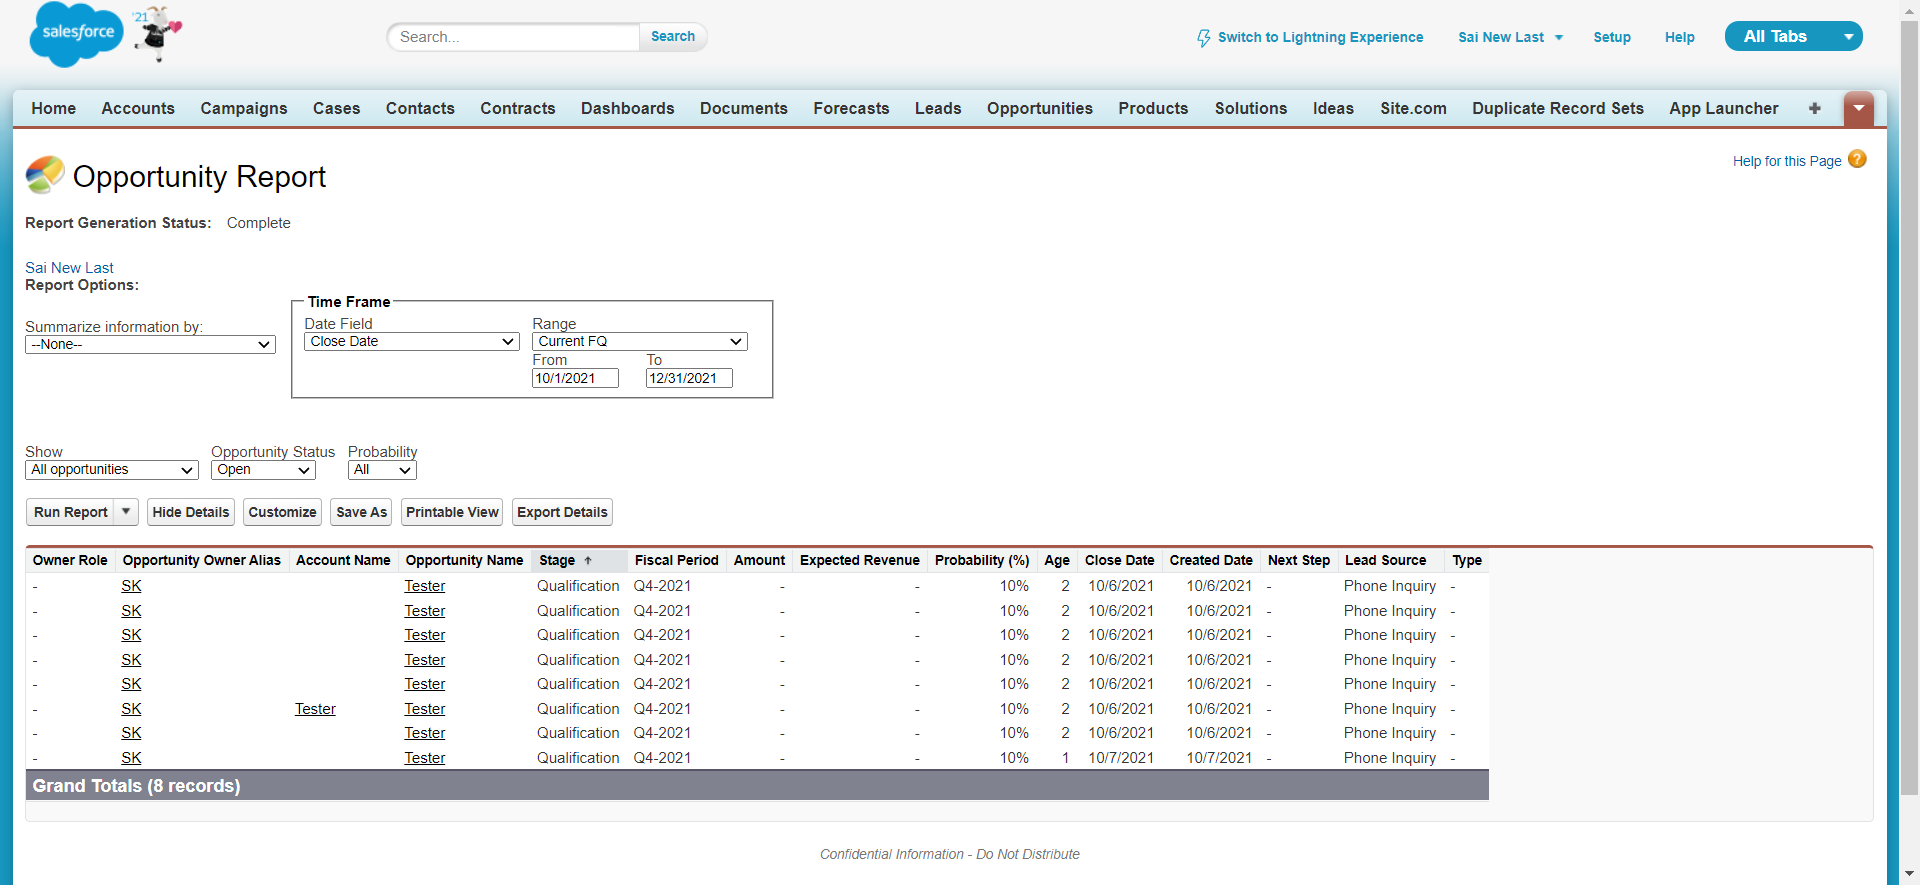 salesforce '21 Search... Search Switch to Lightning Experience Sai New Last Setup Help All Tabs
Home Accounts Campaigns Cases Contacts Contracts Dashboards Documents Forecasts Leads Opportunities Products Solutions Ideas Site.com Duplicate Record Sets App Launcher +
Opportunity Report
Help for this Page ?
Report Generation Status: Complete
Sai New Last
Report Options:
Summarize information by:
--None--
Time Frame
Date Field Range
Close Date Current FQ
From To
10/1/2021 12/31/2021
Show Opportunity Status Probability
All opportunities Open All
Run Report Hide Details Customize Save As Printable View Export Details
Owner Role Opportunity Owner Alias Account Name Opportunity Name Stage ↑ Fiscal Period Amount Expected Revenue Probability (%) Age Close Date Created Date Next Step Lead Source Type
- SK Tester Qualification Q4-2021 - - 10% 2 10/6/2021 10/6/2021 - Phone Inquiry -
- SK Tester Qualification Q4-2021 - - 10% 2 10/6/2021 10/6/2021 - Phone Inquiry -
- SK Tester Qualification Q4-2021 - - 10% 2 10/6/2021 10/6/2021 - Phone Inquiry -
- SK Tester Qualification Q4-2021 - - 10% 2 10/6/2021 10/6/2021 - Phone Inquiry -
- SK Tester Qualification Q4-2021 - - 10% 2 10/6/2021 10/6/2021 - Phone Inquiry -
- SK Tester Tester Qualification Q4-2021 - - 10% 2 10/6/2021 10/6/2021 - Phone Inquiry -
- SK Tester Qualification Q4-2021 - - 10% 2 10/6/2021 10/6/2021 - Phone Inquiry -
- SK Tester Qualification Q4-2021 - - 10% 1 10/7/2021 10/7/2021 - Phone Inquiry -
Grand Totals (8 records)
Confidential Information - Do Not Distribute